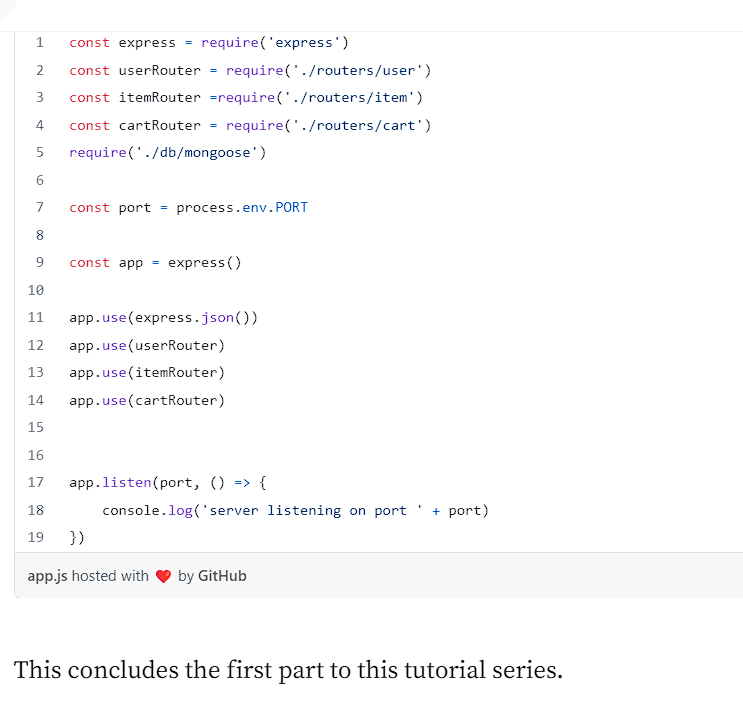 1 const express = require('express')
2 const userRouter = require('./routers/user')
3 const itemRouter =require('./routers/item')
4 const cartRouter = require('./routers/cart')
5 require('./db/mongoose')
6
7 const port = process.env.PORT
8
9 const app = express()
10
11 app.use(express.json())
12 app.use(userRouter)
13 app.use(itemRouter)
14 app.use(cartRouter)
15
16
17 app.listen(port, () => {
18     console.log('server listening on port ' + port)
19 })
app.js hosted with ❤ by GitHub
This concludes the first part to this tutorial series.